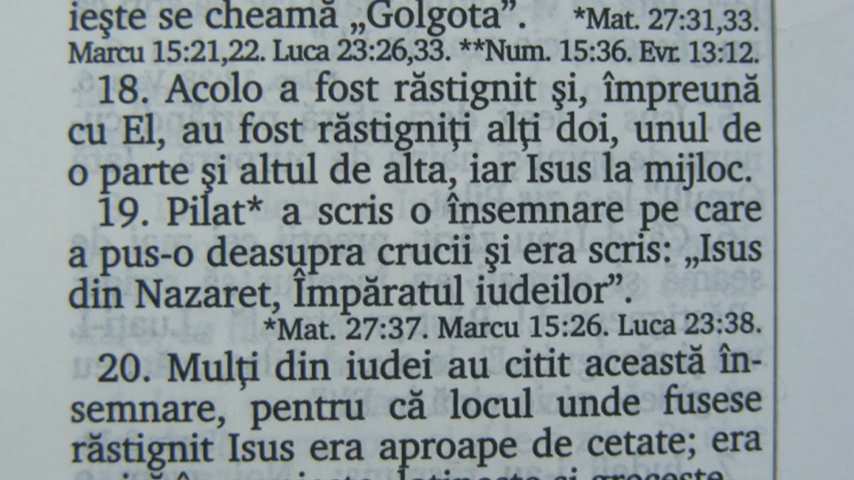 ieşte se cheamă „Golgota”. *Mat. 27:31,33.
Marcu 15:21,22. Luca 23:26,33. **Num. 15:36. Evr. 13:12.
18. Acolo a fost răstignit şi, împreună
cu El, au fost răstigniţi alţi doi, unul de
o parte şi altul de alta, iar Isus la mijloc.
19. Pilat* a scris o însemnare pe care
a pus-o deasupra crucii şi era scris: „Isus
din Nazaret, Împăratul iudeilor”.
*Mat. 27:37. Marcu 15:26. Luca 23:38.
20. Mulţi din iudei au citit această în-
semnare, pentru că locul unde fusese
răstignit Isus era aproape de cetate; era
latineşte şi greceşte.